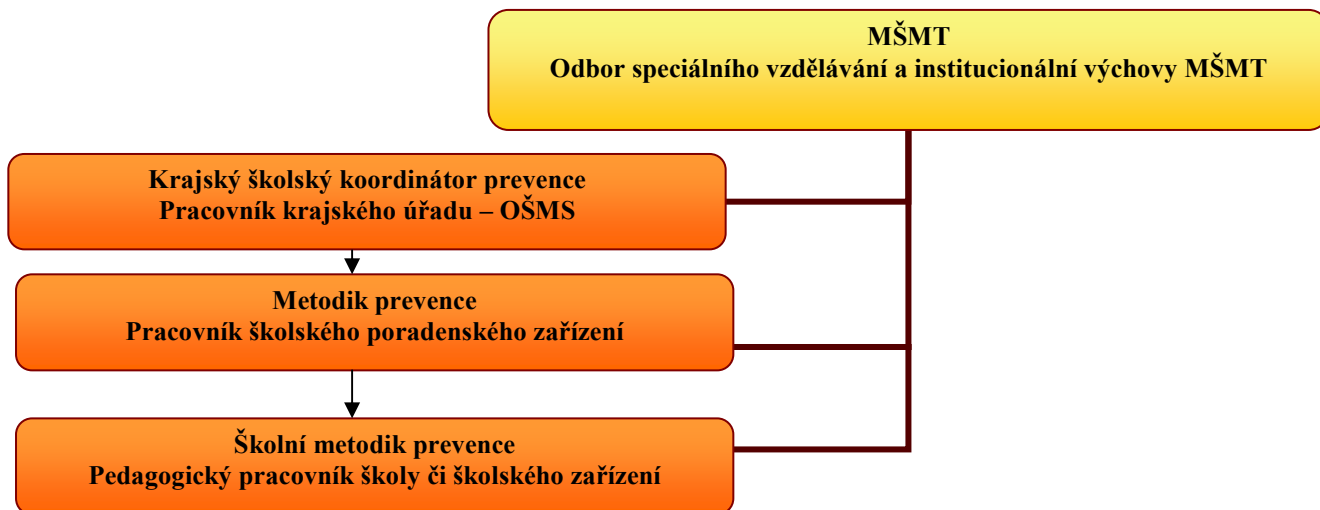 MŠMT
Odbor speciálního vzdělávání a institucionální výchovy MŠMT
Krajský školský koordinátor prevence
Pracovník krajského úřadu – OŠMS
Metodik prevence
Pracovník školského poradenského zařízení
Školní metodik prevence
Pedagogický pracovník školy či školského zařízení